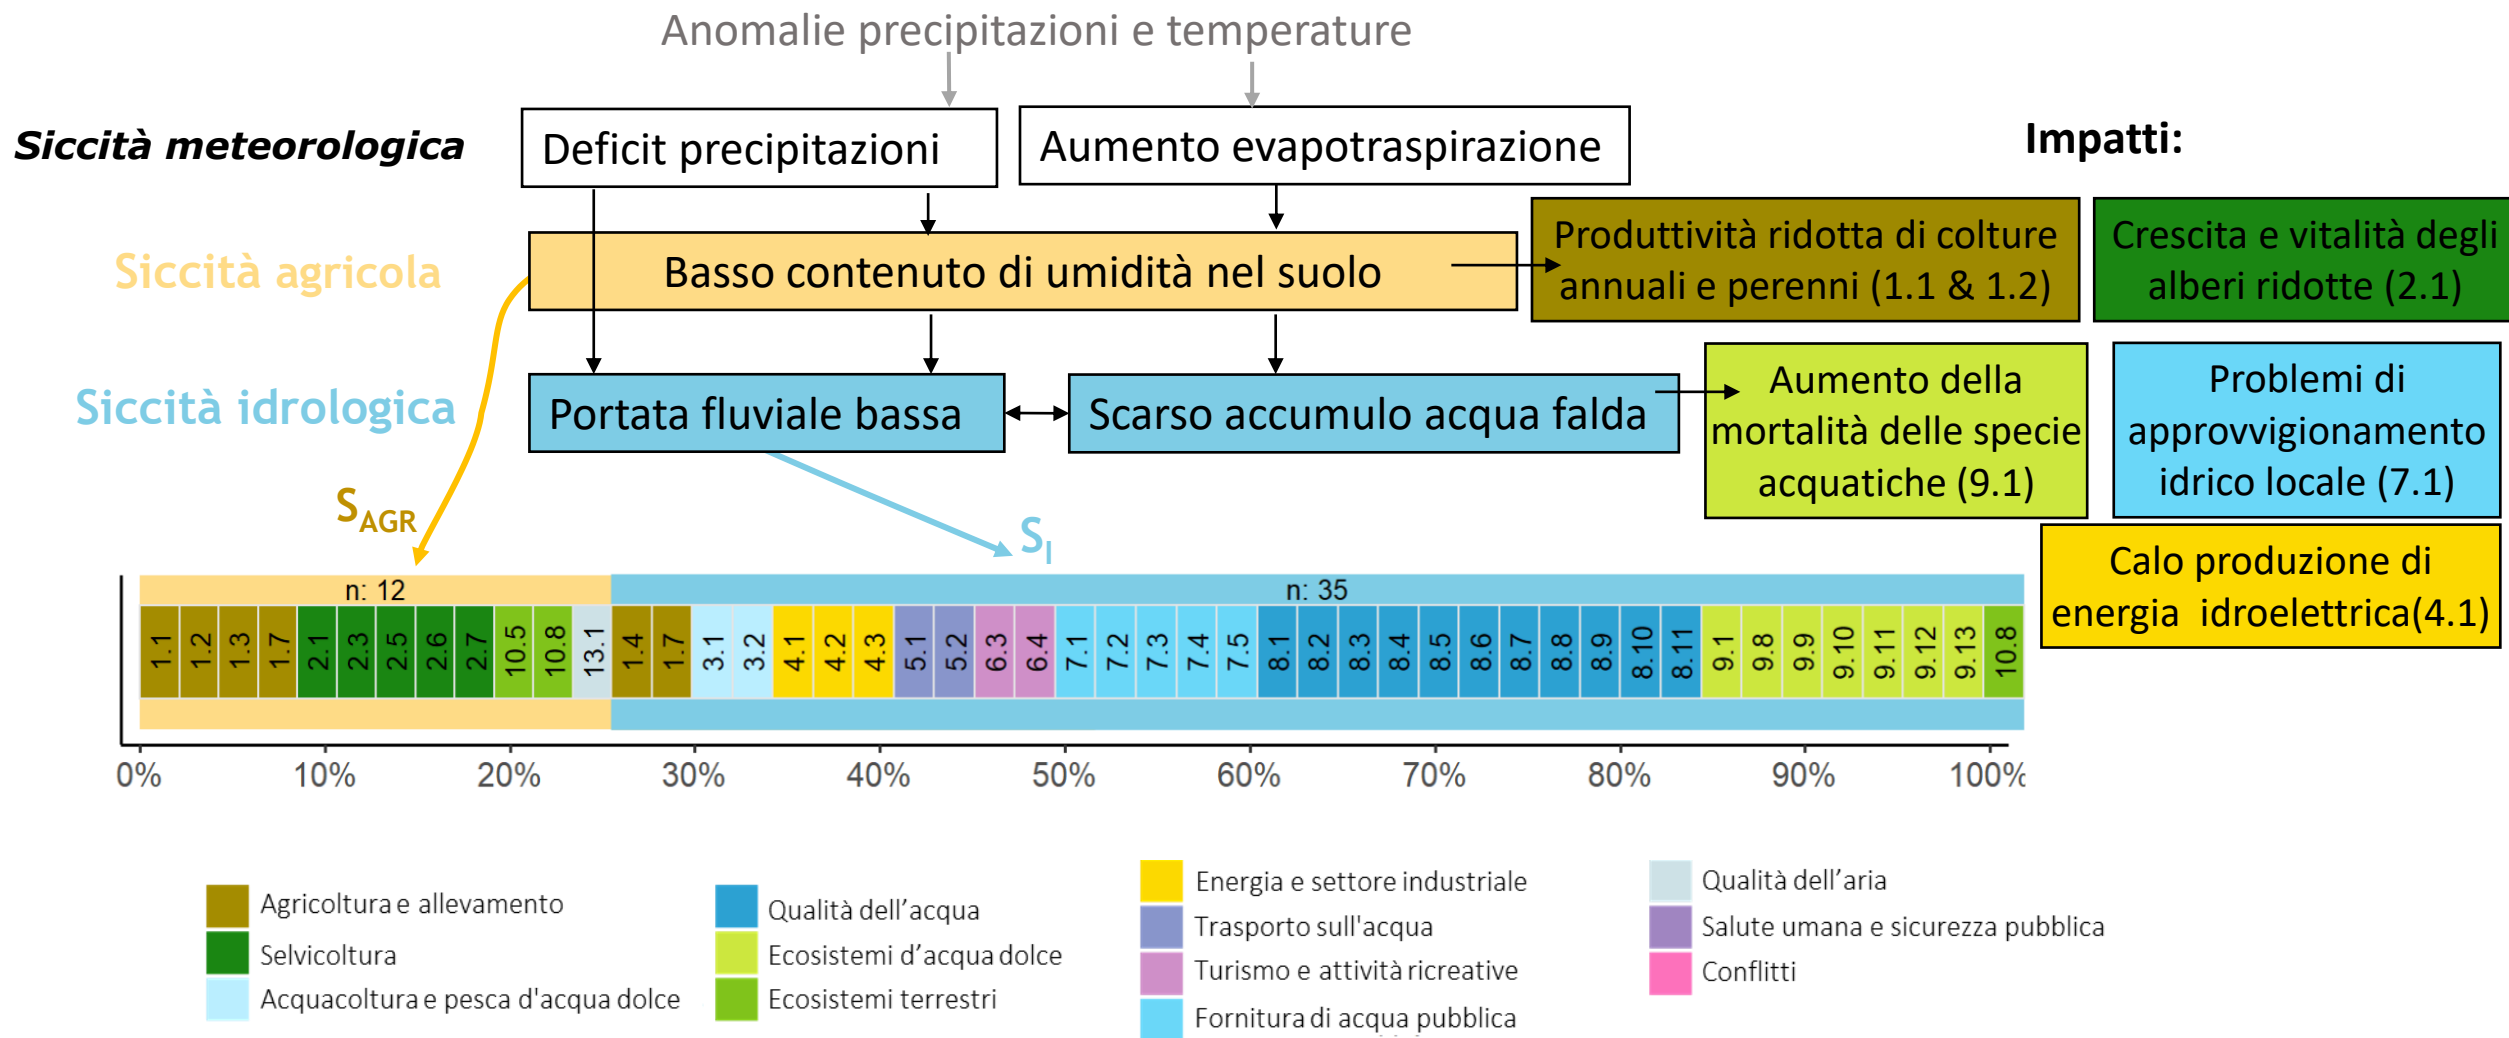 Anomalie precipitazioni e temperature
Siccità meteorologica
Deficit precipitazioni
Aumento evapotraspirazione
Impatti:
Siccità agricola
Basso contenuto di umidità nel suolo
Produttività ridotta di colture
annuali e perenni (1.1 & 1.2)
Crescita e vitalità degli
alberi ridotte (2.1)
Siccità idrologica
Portata fluviale bassa
Scarso accumulo acqua falda
Aumento della
mortalità delle specie
acquatiche (9.1)
Problemi di
approvvigionamento
idrico locale (7.1)
Calo produzione di
energia idroelettrica(4.1)
SAGR
SI
n: 12
n: 35
1.1 1.2 1.3 1.7 2.1 2.3 2.5 2.6 2.7 10.5 10.8 13.1 1.4 1.7 3.1 3.2 4.1 4.2 4.3 5.1 5.2 6.3 6.4 7.1 7.2 7.3 7.4 7.5 8.1 8.2 8.3 8.4 8.5 8.6 8.7 8.8 8.9 8.10 8.11 9.1 9.8 9.9 9.10 9.11 9.12 9.13 10.8
0% 10% 20% 30% 40% 50% 60% 70% 80% 90% 100%
Agricoltura e allevamento
Selvicoltura
Acquacoltura e pesca d'acqua dolce
Qualità dell'acqua
Ecosistemi d'acqua dolce
Ecosistemi terrestri
Energia e settore industriale
Trasporto sull'acqua
Turismo e attività ricreative
Fornitura di acqua pubblica
Qualità dell'aria
Salute umana e sicurezza pubblica
Conflitti